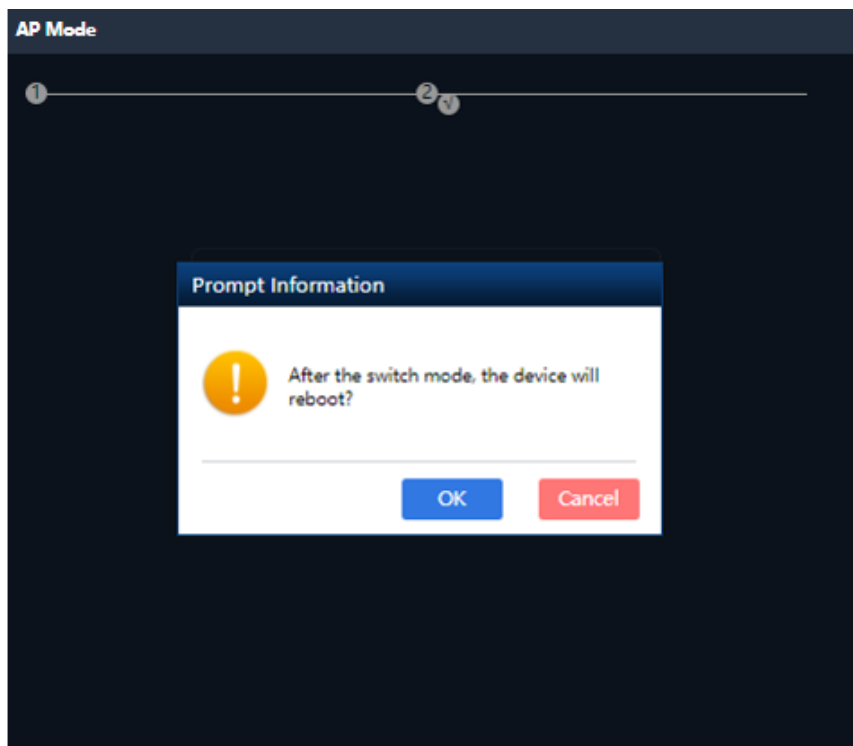 AP Mode
1
2
√
Prompt Information
!
After the switch mode, the device will
reboot?
OK
Cancel